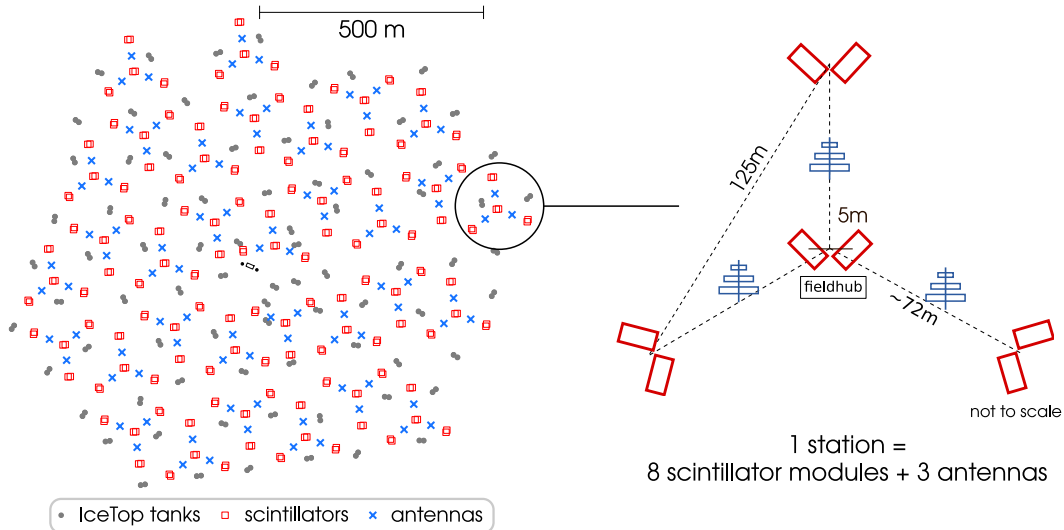 500 m
125m
5m
fieldhub
~72m
not to scale
1 station =
8 scintillator modules + 3 antennas
IceTop tanks
scintillators
antennas